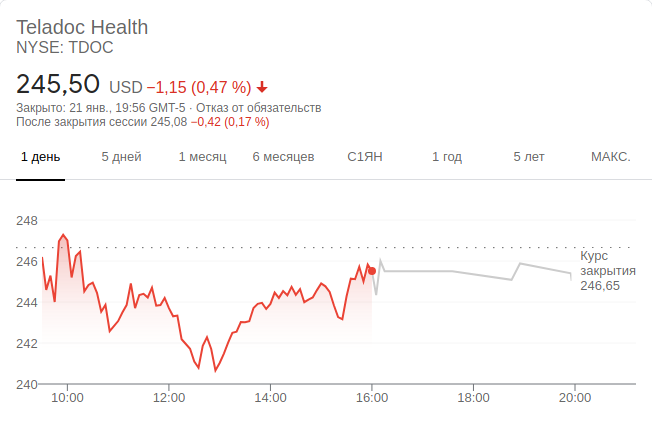 Teladoc Health
NYSE: TDOC
245,50 USD −1,15 (0,47 %)
Закрыто: 21 янв., 19:56 GMT-5 · Отказ от обязательств
После закрытия сессии 245,08 −0,42 (0,17 %)
1 день 5 дней 1 месяц 6 месяцев С1ЯН 1 год 5 лет МАКС.
248
246
244
242
240
Курс
закрытия
246,65
10:00 12:00 14:00 16:00 18:00 20:00